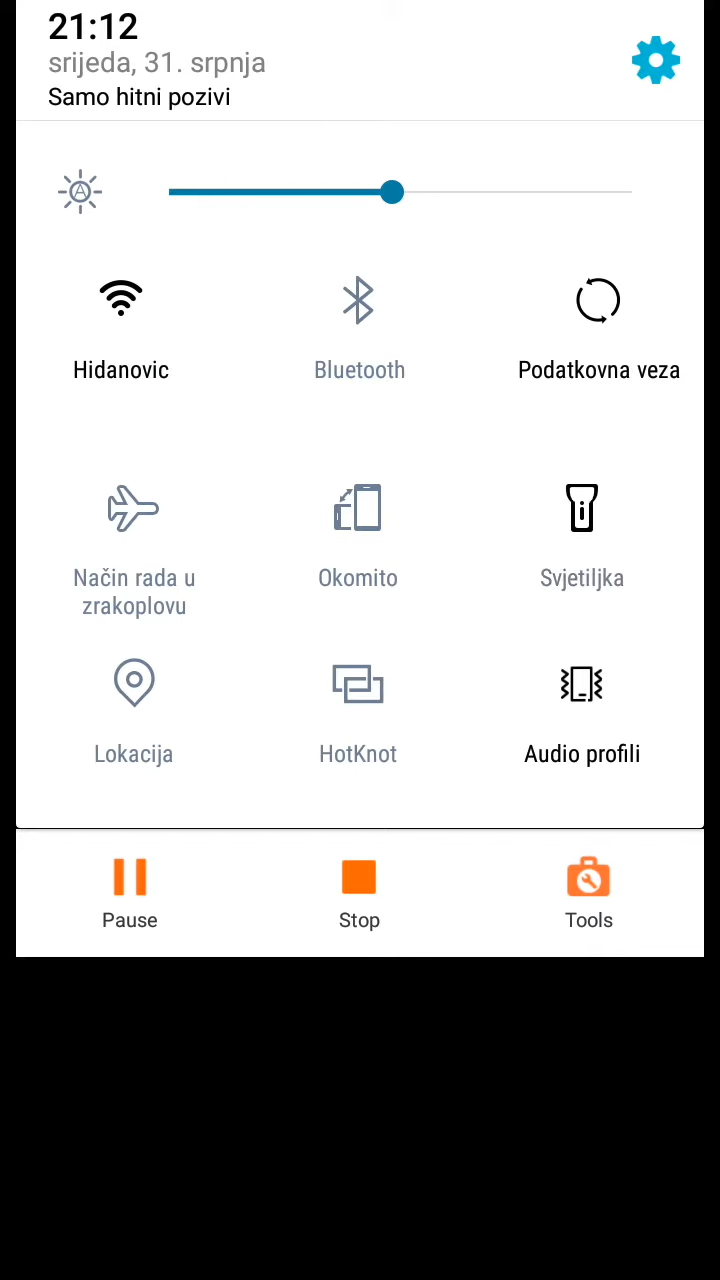 21:12
srijeda, 31. srpnja
Samo hitni pozivi
A
Hidanovic
Bluetooth
Podatkovna veza
Način rada u
zrakoplovu
Okomito
Svjetiljka
Lokacija
HotKnot
Audio profili
Pause
Stop
Tools